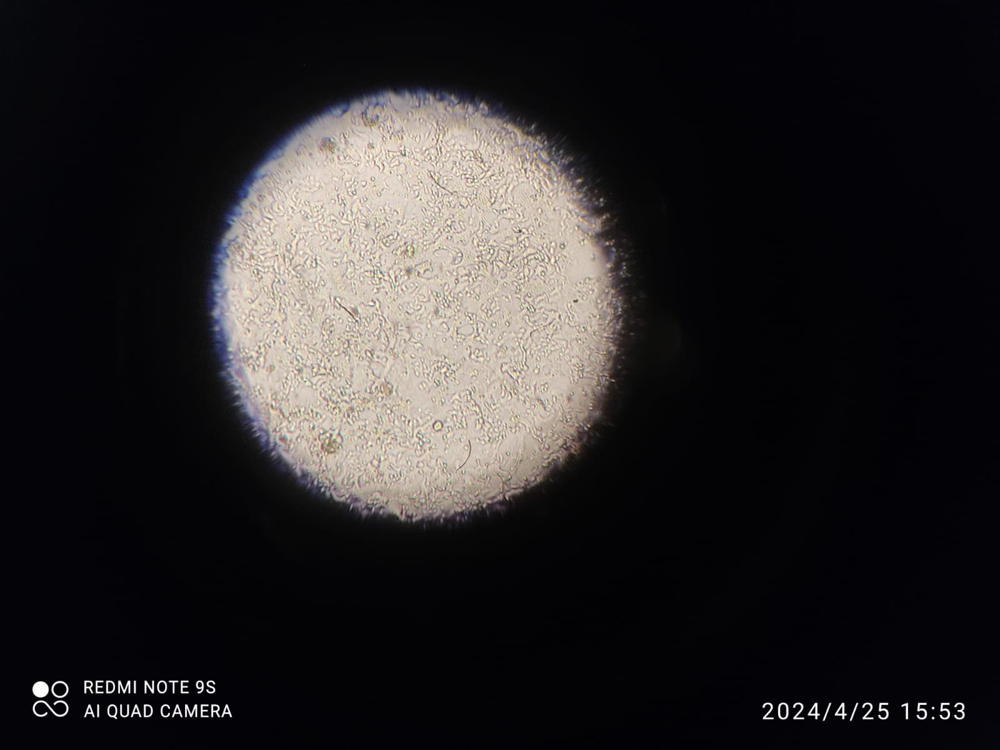 REDMI NOTE 9S
AI QUAD CAMERA
2024/4/25 15:53